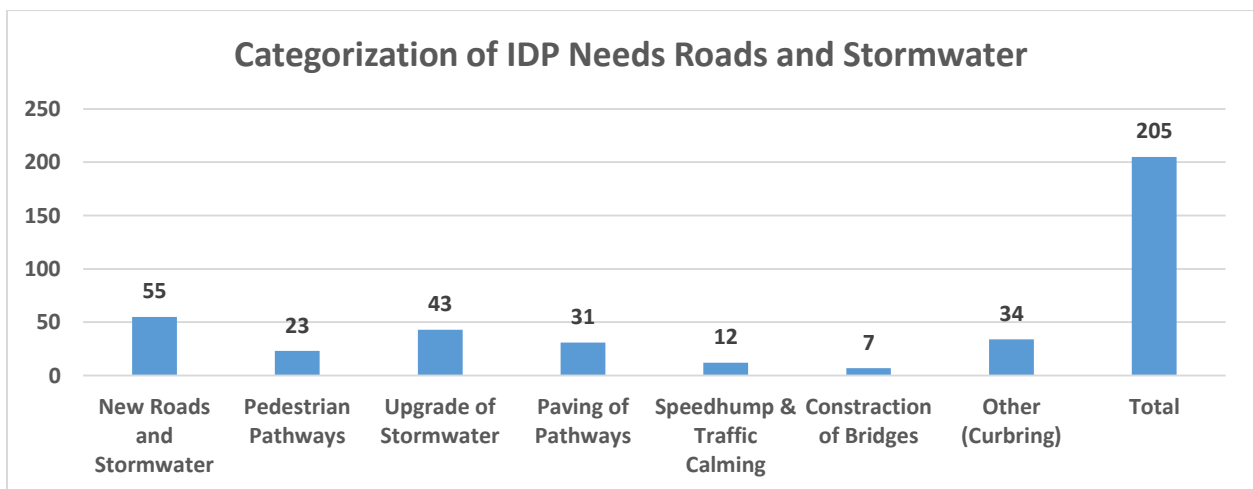 Categorization of IDP Needs Roads and Stormwater
250
200
150
100
50
0
55
23
43
31
12
7
34
205
New Roads
and
Stormwater
Pedestrian
Pathways
Upgrade of
Stormwater
Paving of
Pathways
Speedhump &
Traffic
Calming
Constraction
of Bridges
Other
(Curbring)
Total